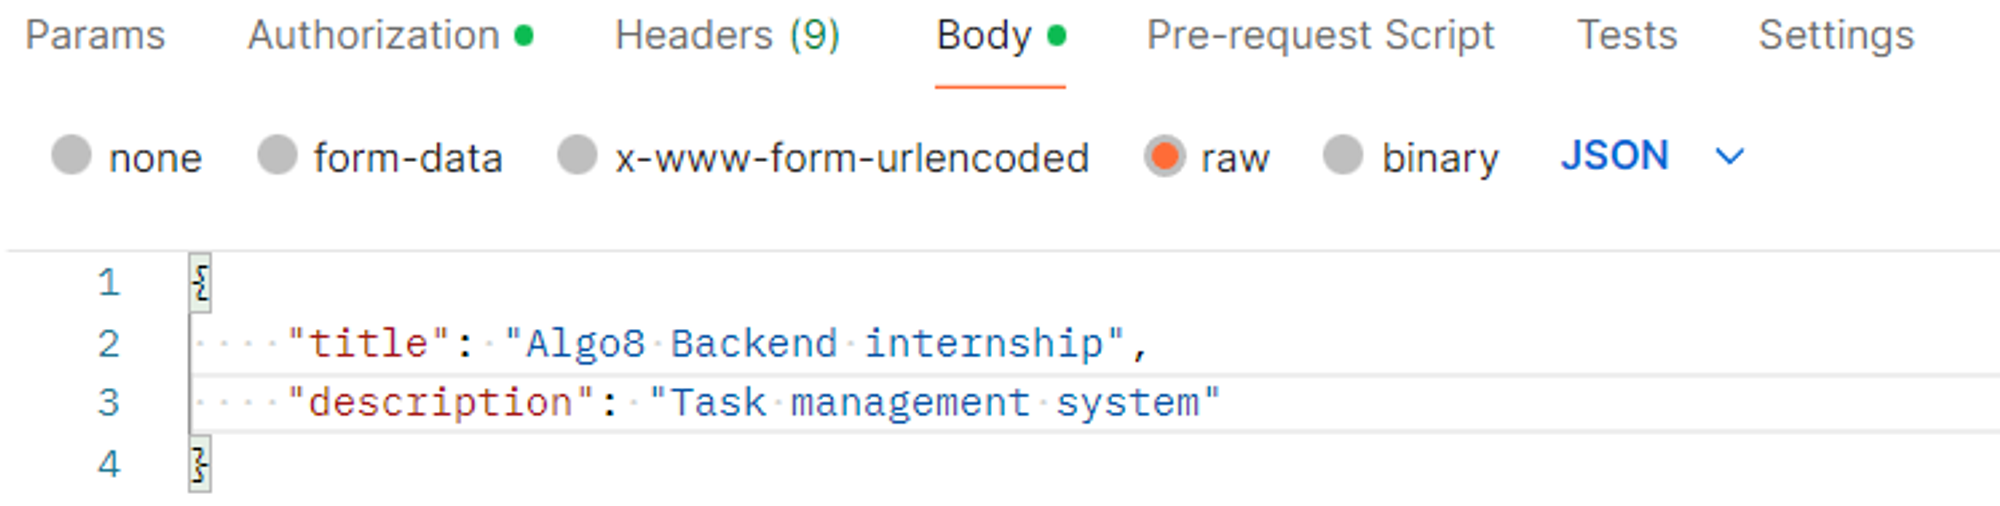 Params Authorization Headers (9) Body Pre-request Script Tests Settings
none form-data x-www-form-urlencoded raw binary JSON
1 {
2 "title": "Algo8 Backend internship",
3 "description": "Task management system"
4 }